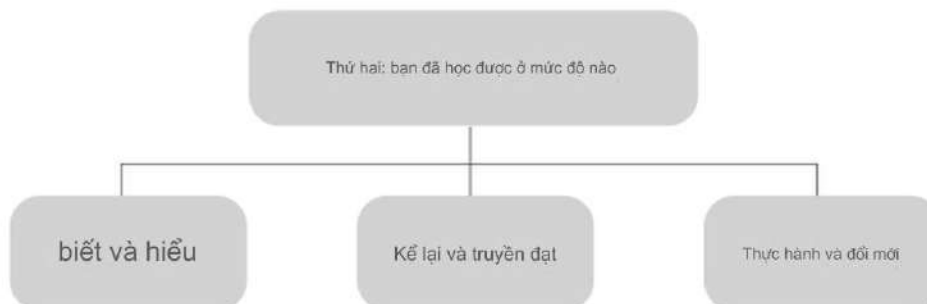 Thứ hai: bạn đã học được ở mức độ nào
biết và hiểu
Kể lại và truyền đạt
Thực hành và đổi mới